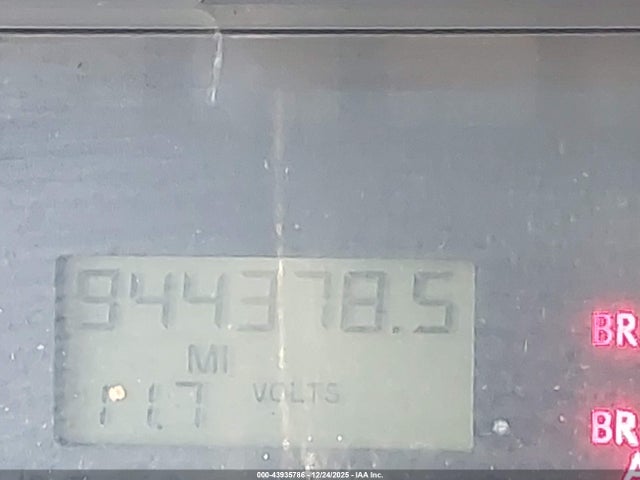 944378.5
MI
11.7 VOLTS
BR
BR
A
000-43935786 - 12/24/2025 - IAA Inc.